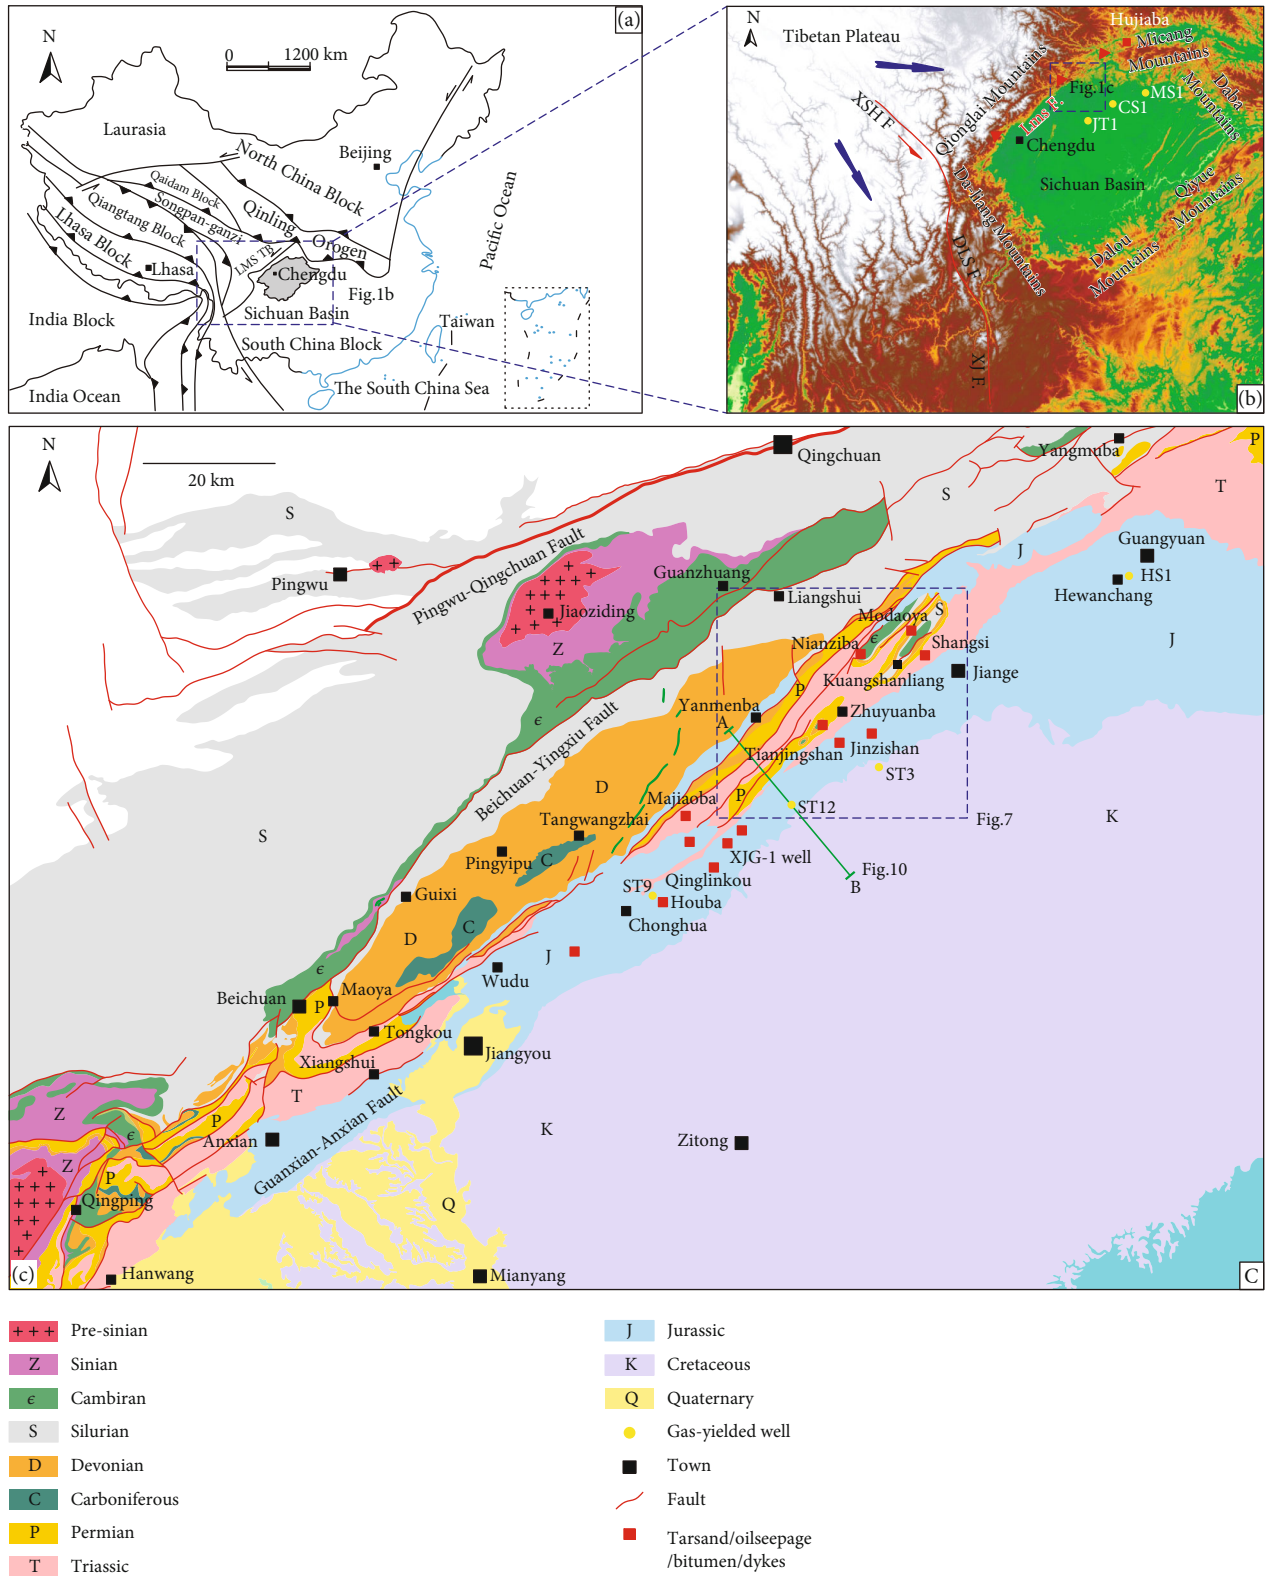 (a)
N
0
1200 km
Laurasia
Beijing
North China Block
Qaidam Block
Songpan-ganzi
Qiangtang Block
Qinling
Orogen
Lhasa Block
Lhasa
LMS TB
Chengdu
Fig.1b
Pacific Ocean
India Block
Sichuan Basin
South China Block
Taiwan
India Ocean
The South China Sea
N
Tibetan Plateau
Hujiaba
Micang
Mountains
Qionglai Mountains
Fig.1c
Lms F.
MS1
CS1
JT1
Daba
Mountains
XSH F
Chengdu
Sichuan Basin
Qiyue
Mountains
Daliang Mountains
DLS F.
Dalou
Mountains
XJ F.
(b)
N
20 km
Qingchuan
Yangmuba
P
T
S
S
J
Guangyuan
HS1
Hewanchang
J
Pingwu
Pingwu-Qingchuan Fault
Guanzhuang
Liangshui
Jiaoziding
Z
Modaoya
S
Nianziba
ϵ
Shangsi
Kuangshanliang
Jiange
P
Yanmenba
A
Zhuyuanba
ϵ
Beichuan-Yingxiu Fault
Tianjingshan
Jinzishan
ST3
D
Majiaoba
P
ST12
Fig.7
K
S
Tangwangzhai
Pingyipu
C
XJG-1 well
Fig.10
B
Qinglinkou
ST9
Houba
Guixi
Chonghua
C
D
J
Wudu
ϵ
Beichuan
P
Maoya
Tongkou
Jiangyou
Xiangshui
T
Z
P
ϵ
Anxian
Guanxian-Anxian Fault
K
Zitong
Z
P
Qingping
Q
(c)
Hanwang
Mianyang
C
+++ Pre-sinian
Z Sinian
ϵ Cambiran
S Silurian
D Devonian
C Carboniferous
P Permian
T Triassic
J Jurassic
K Cretaceous
Q Quaternary
Gas-yielded well
Town
Fault
Tarsand/oilseepage
/bitumen/dykes